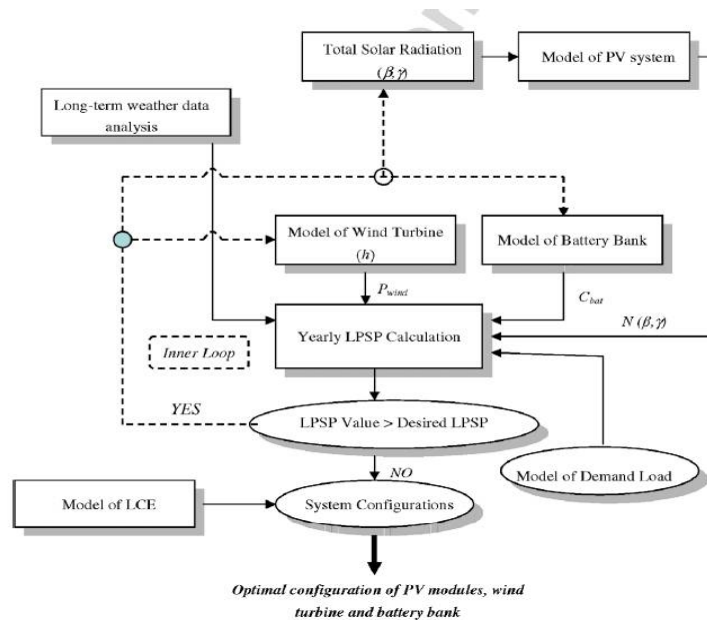 Total Solar Radiation
(β,γ)
Model of PV system
Long-term weather data
analysis
Model of Wind Turbine
(h)
Model of Battery Bank
P wind
C bat
N (β,γ)
Yearly LPSP Calculation
Inner Loop
YES
LPSP Value > Desired LPSP
NO
Model of Demand Load
Model of LCE
System Configurations
Optimal configuration of PV modules, wind
turbine and battery bank